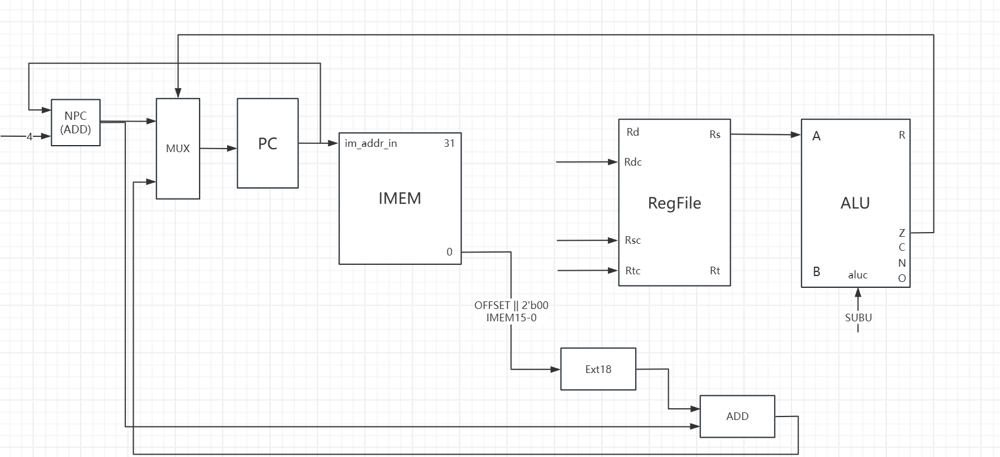 NPC
(ADD)
4
MUX
PC
im_addr_in
31
IMEM
0
Rd
Rs
Rdc
RegFile
Rsc
Rtc
Rt
A
R
ALU
Z
C
N
O
B
aluc
SUBU
OFFSET || 2'b00
IMEM15-0
Ext18
ADD